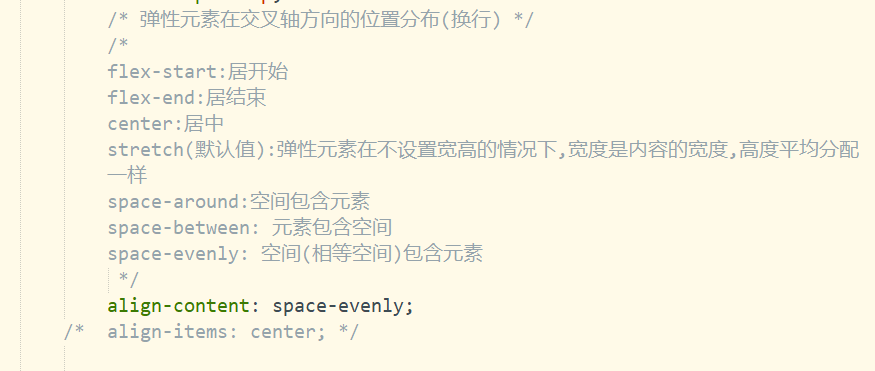 /* 弹性元素在交叉轴方向的位置分布(换行) */
/*
flex-start:居开始
flex-end:居结束
center:居中
stretch(默认值):弹性元素在不设置宽高的情况下,宽度是内容的宽度,高度平均分配
一样
space-around:空间包含元素
space-between: 元素包含空间
space-evenly: 空间(相等空间)包含元素
*/
align-content: space-evenly;
/* align-items: center; */